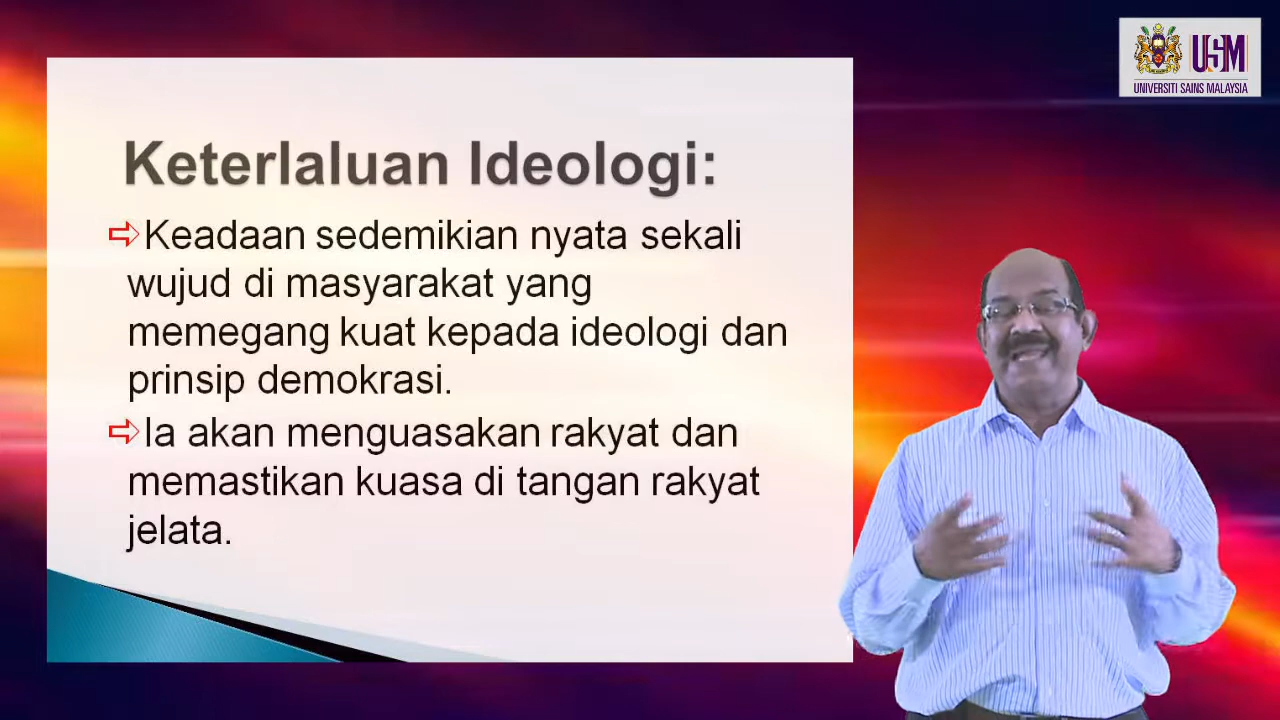 USM
UNIVERSITI SAINS MALAYSIA
Keterlaluan Ideologi:
Keadaan sedemikian nyata sekali
wujud di masyarakat yang
memegang kuat kepada ideologi dan
prinsip demokrasi.
Ia akan menguasakan rakyat dan
memastikan kuasa di tangan rakyat
jelata.